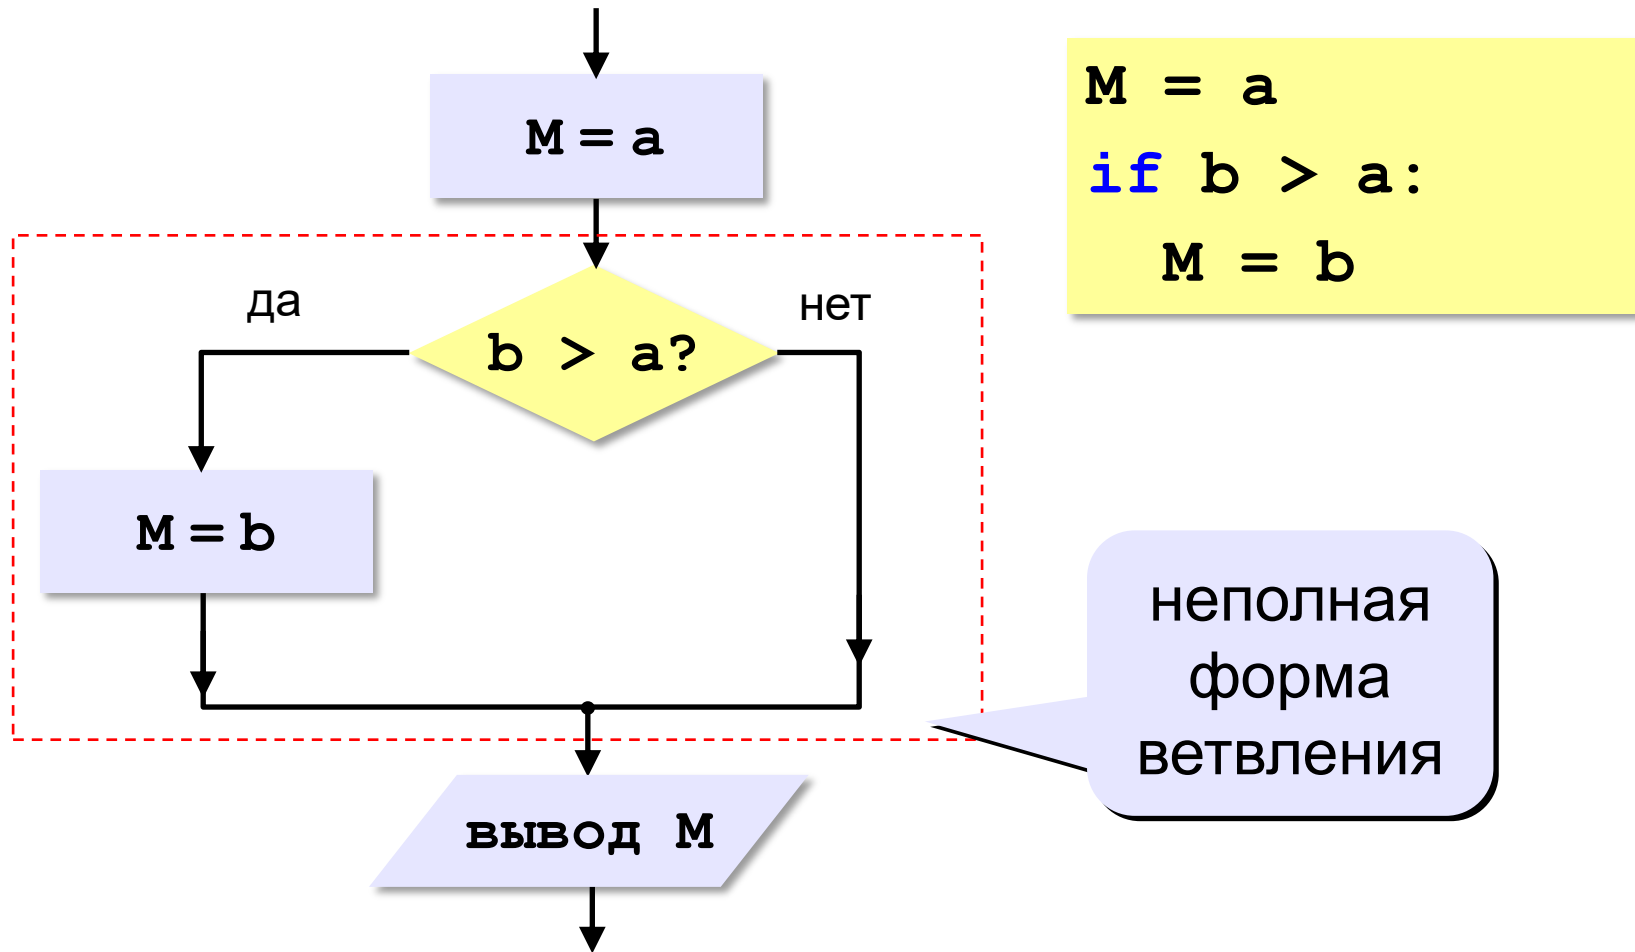 M = a
M = a
if b > a:
M = b
да
нет
b > a?
M = b
неполная
форма
ветвления
вывод M